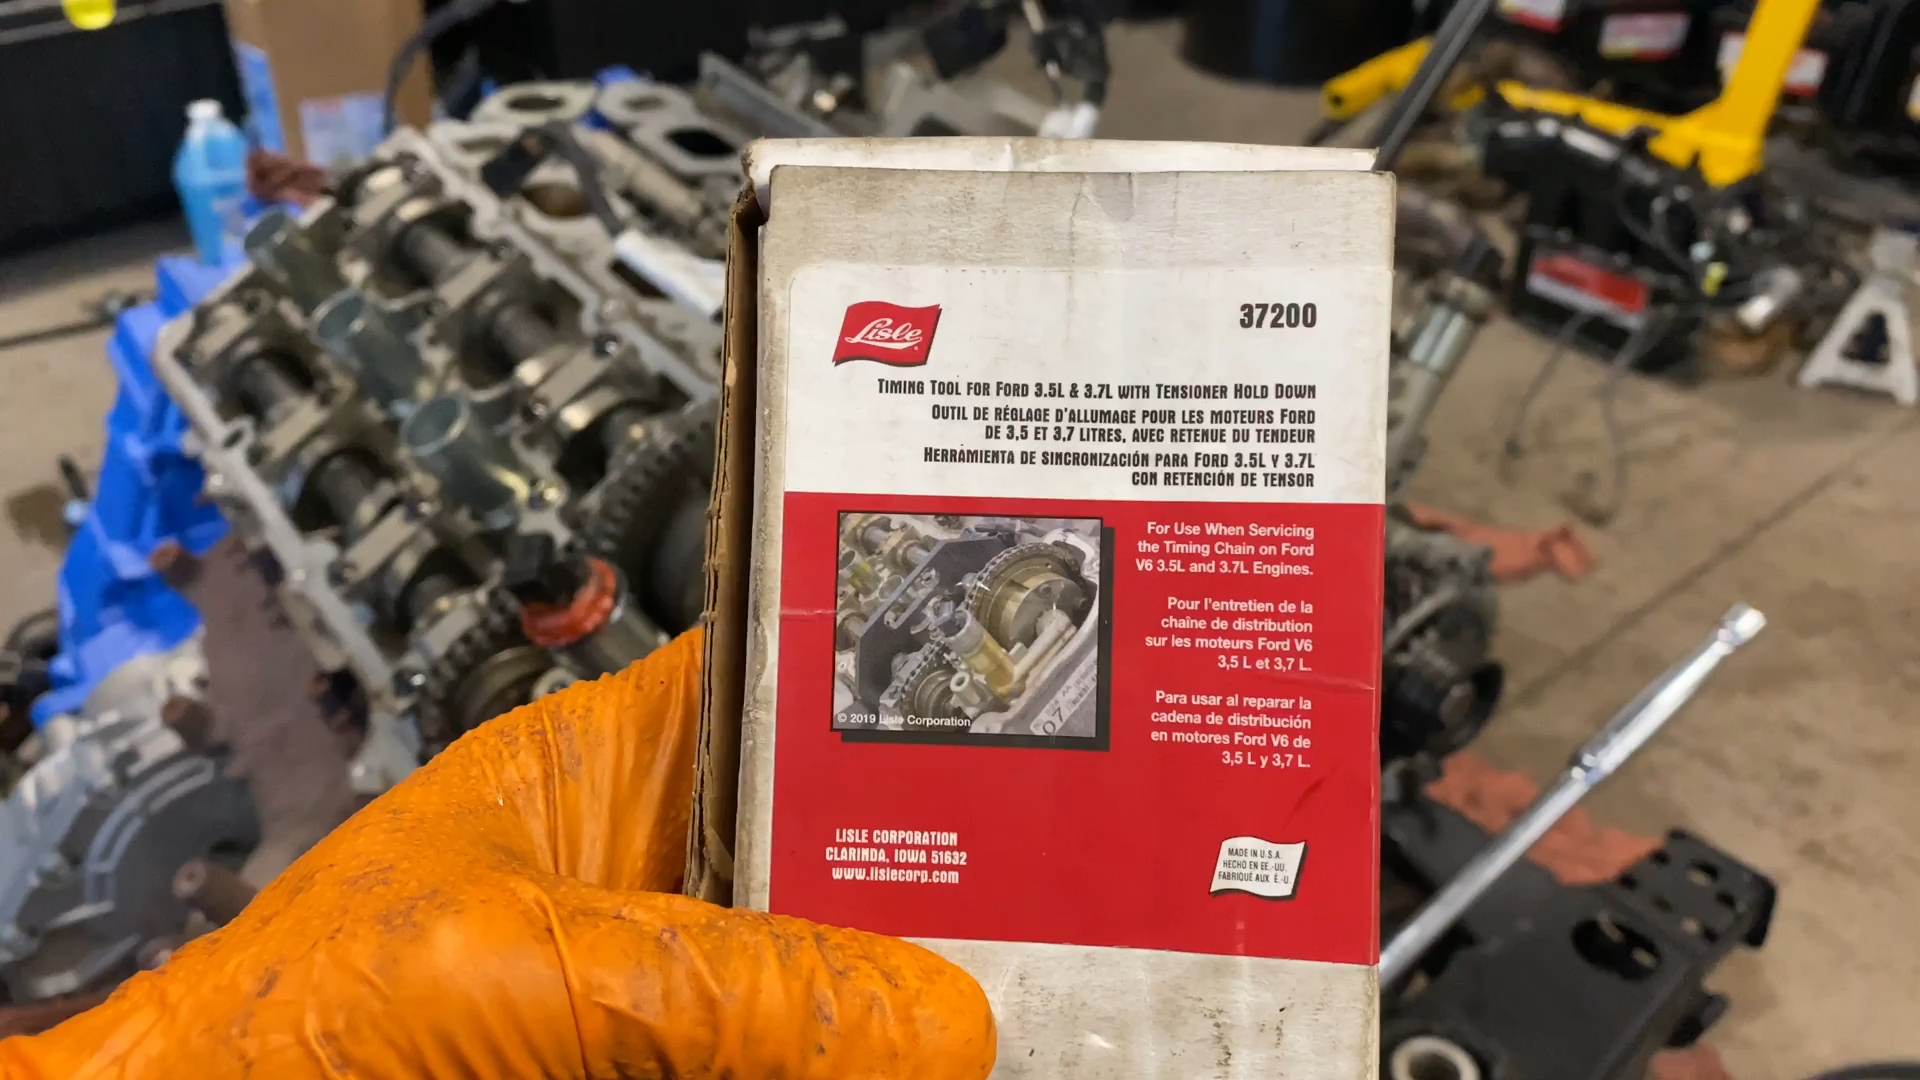 Lisle
37200
Timing Tool for Ford 3.5L & 3.7L with Tensioner Hold Down
Outil de réglage d'allumage pour les moteurs Ford
de 3,5 et 3,7 litres, avec retenue du tendeur
Herramienta de sincronización para Ford 3.5L y 3.7L
con retención de tensor
For Use When Servicing
the Timing Chain on Ford
V6 3.5L and 3.7L Engines.
Pour l'entretien de la
chaîne de distribution
sur les moteurs Ford V6
3,5 L et 3,7 L.
Para usar al reparar la
cadena de distribución
en motores Ford V6 de
3,5 L y 3,7 L.
07
© 2019 Lisle Corporation
LISLE CORPORATION
CLARINDA, IOWA 51632
www.lislecorp.com
MADE IN U.S.A.
HECHO EN EE.-UU.
FABRIQUÉ AUX É.-U.